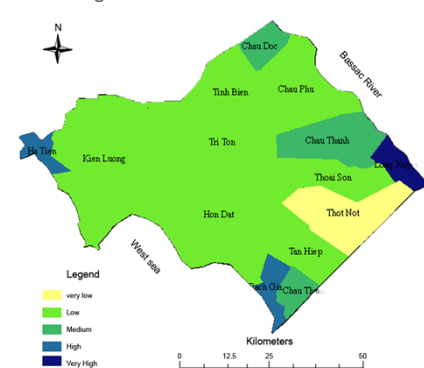 N
Chau Doc
Bassac River
Tinh Bien
Chau Phu
Tri Ton
Chau Thanh
Ha Tien
Kien Luong
Thoai Son
Hon Dat
Thot Not
West sea
Tan Hiep
Legend
very low
Low
Medium
High
Very High
Kilometers
0 12.5 25 50